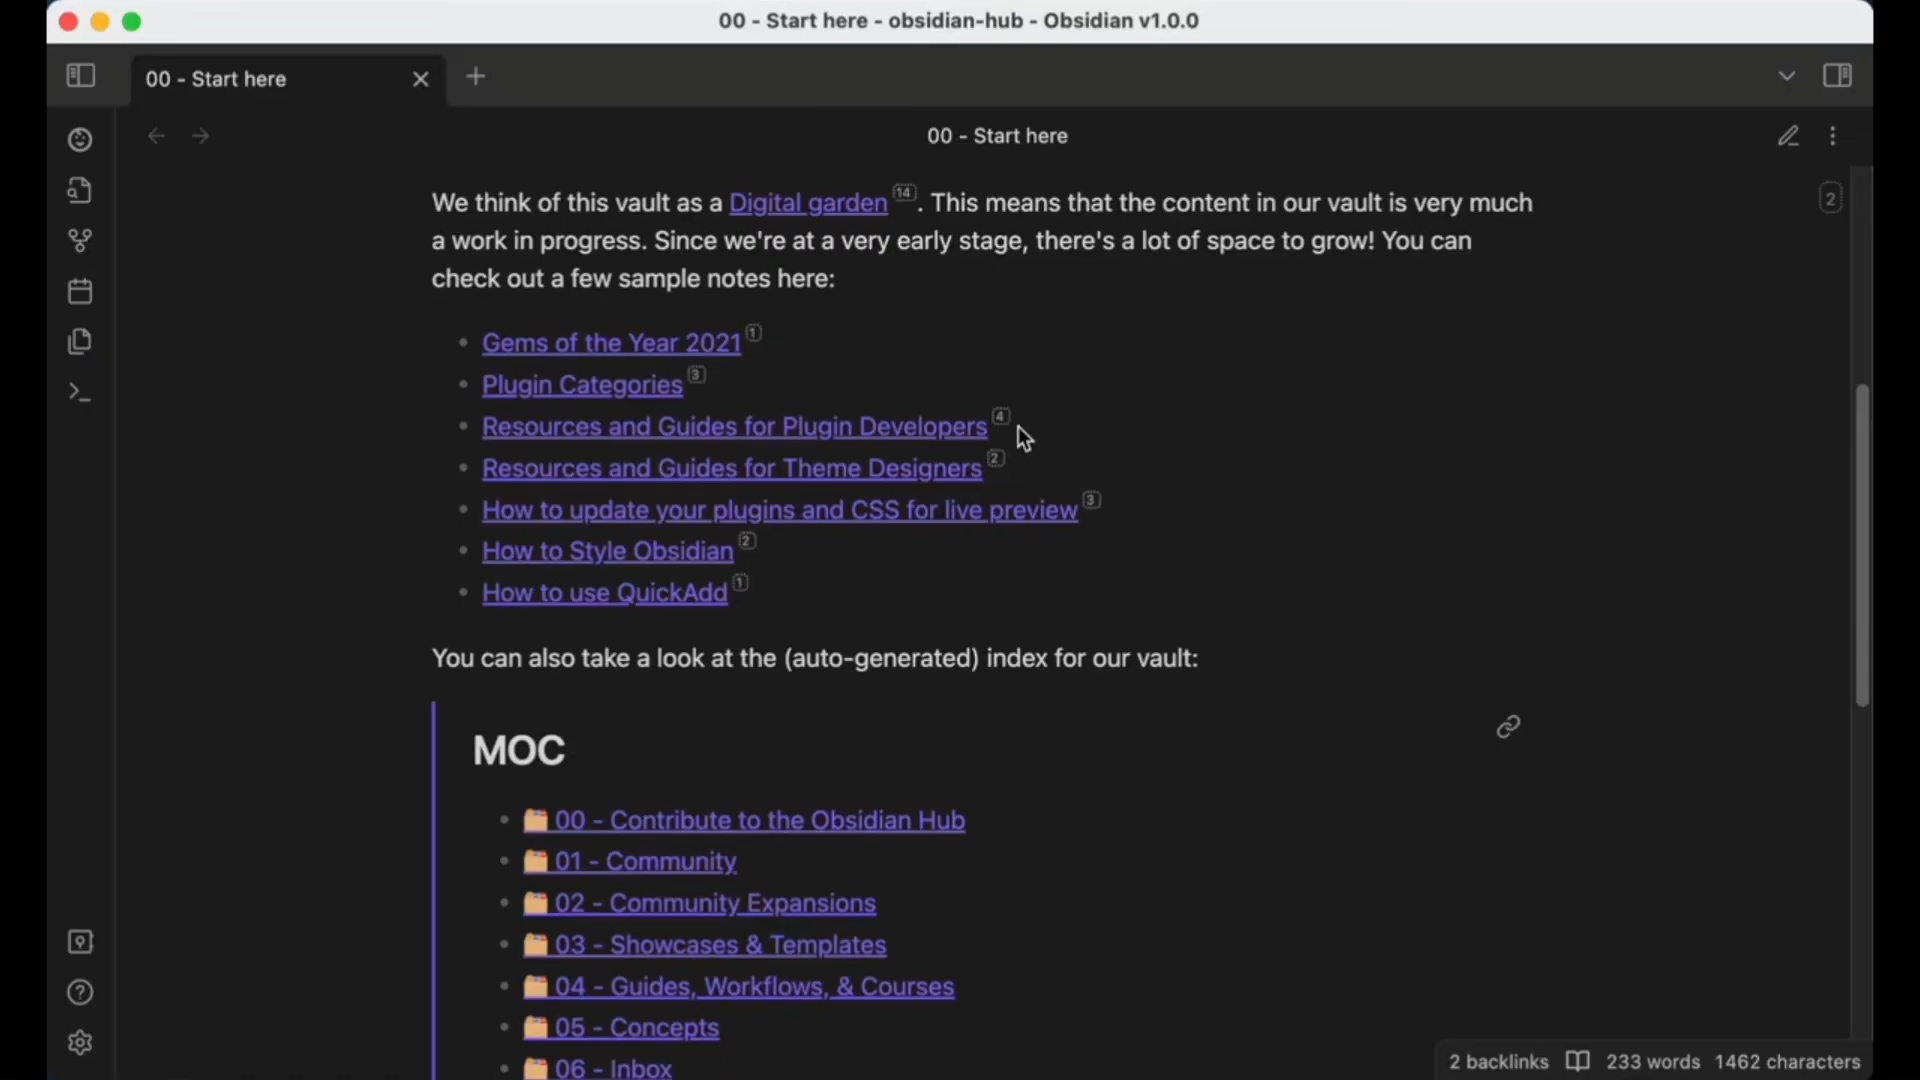 00 - Start here - obsidian-hub - Obsidian v1.0.0
00 - Start here
00 - Start here
We think of this vault as a Digital garden 14 . This means that the content in our vault is very much
2
a work in progress. Since we're at a very early stage, there's a lot of space to grow! You can
check out a few sample notes here:
Gems of the Year 2021 1
Plugin Categories 3
Resources and Guides for Plugin Developers 4
Resources and Guides for Theme Designers 2
How to update your plugins and CSS for live preview 3
How to Style Obsidian 2
How to use QuickAdd 1
You can also take a look at the (auto-generated) index for our vault:
MOC
00 - Contribute to the Obsidian Hub
01 - Community
02 - Community Expansions
03 - Showcases & Templates
04 - Guides, Workflows, & Courses
05 - Concepts
06 - Inbox
2 backlinks 233 words 1462 characters